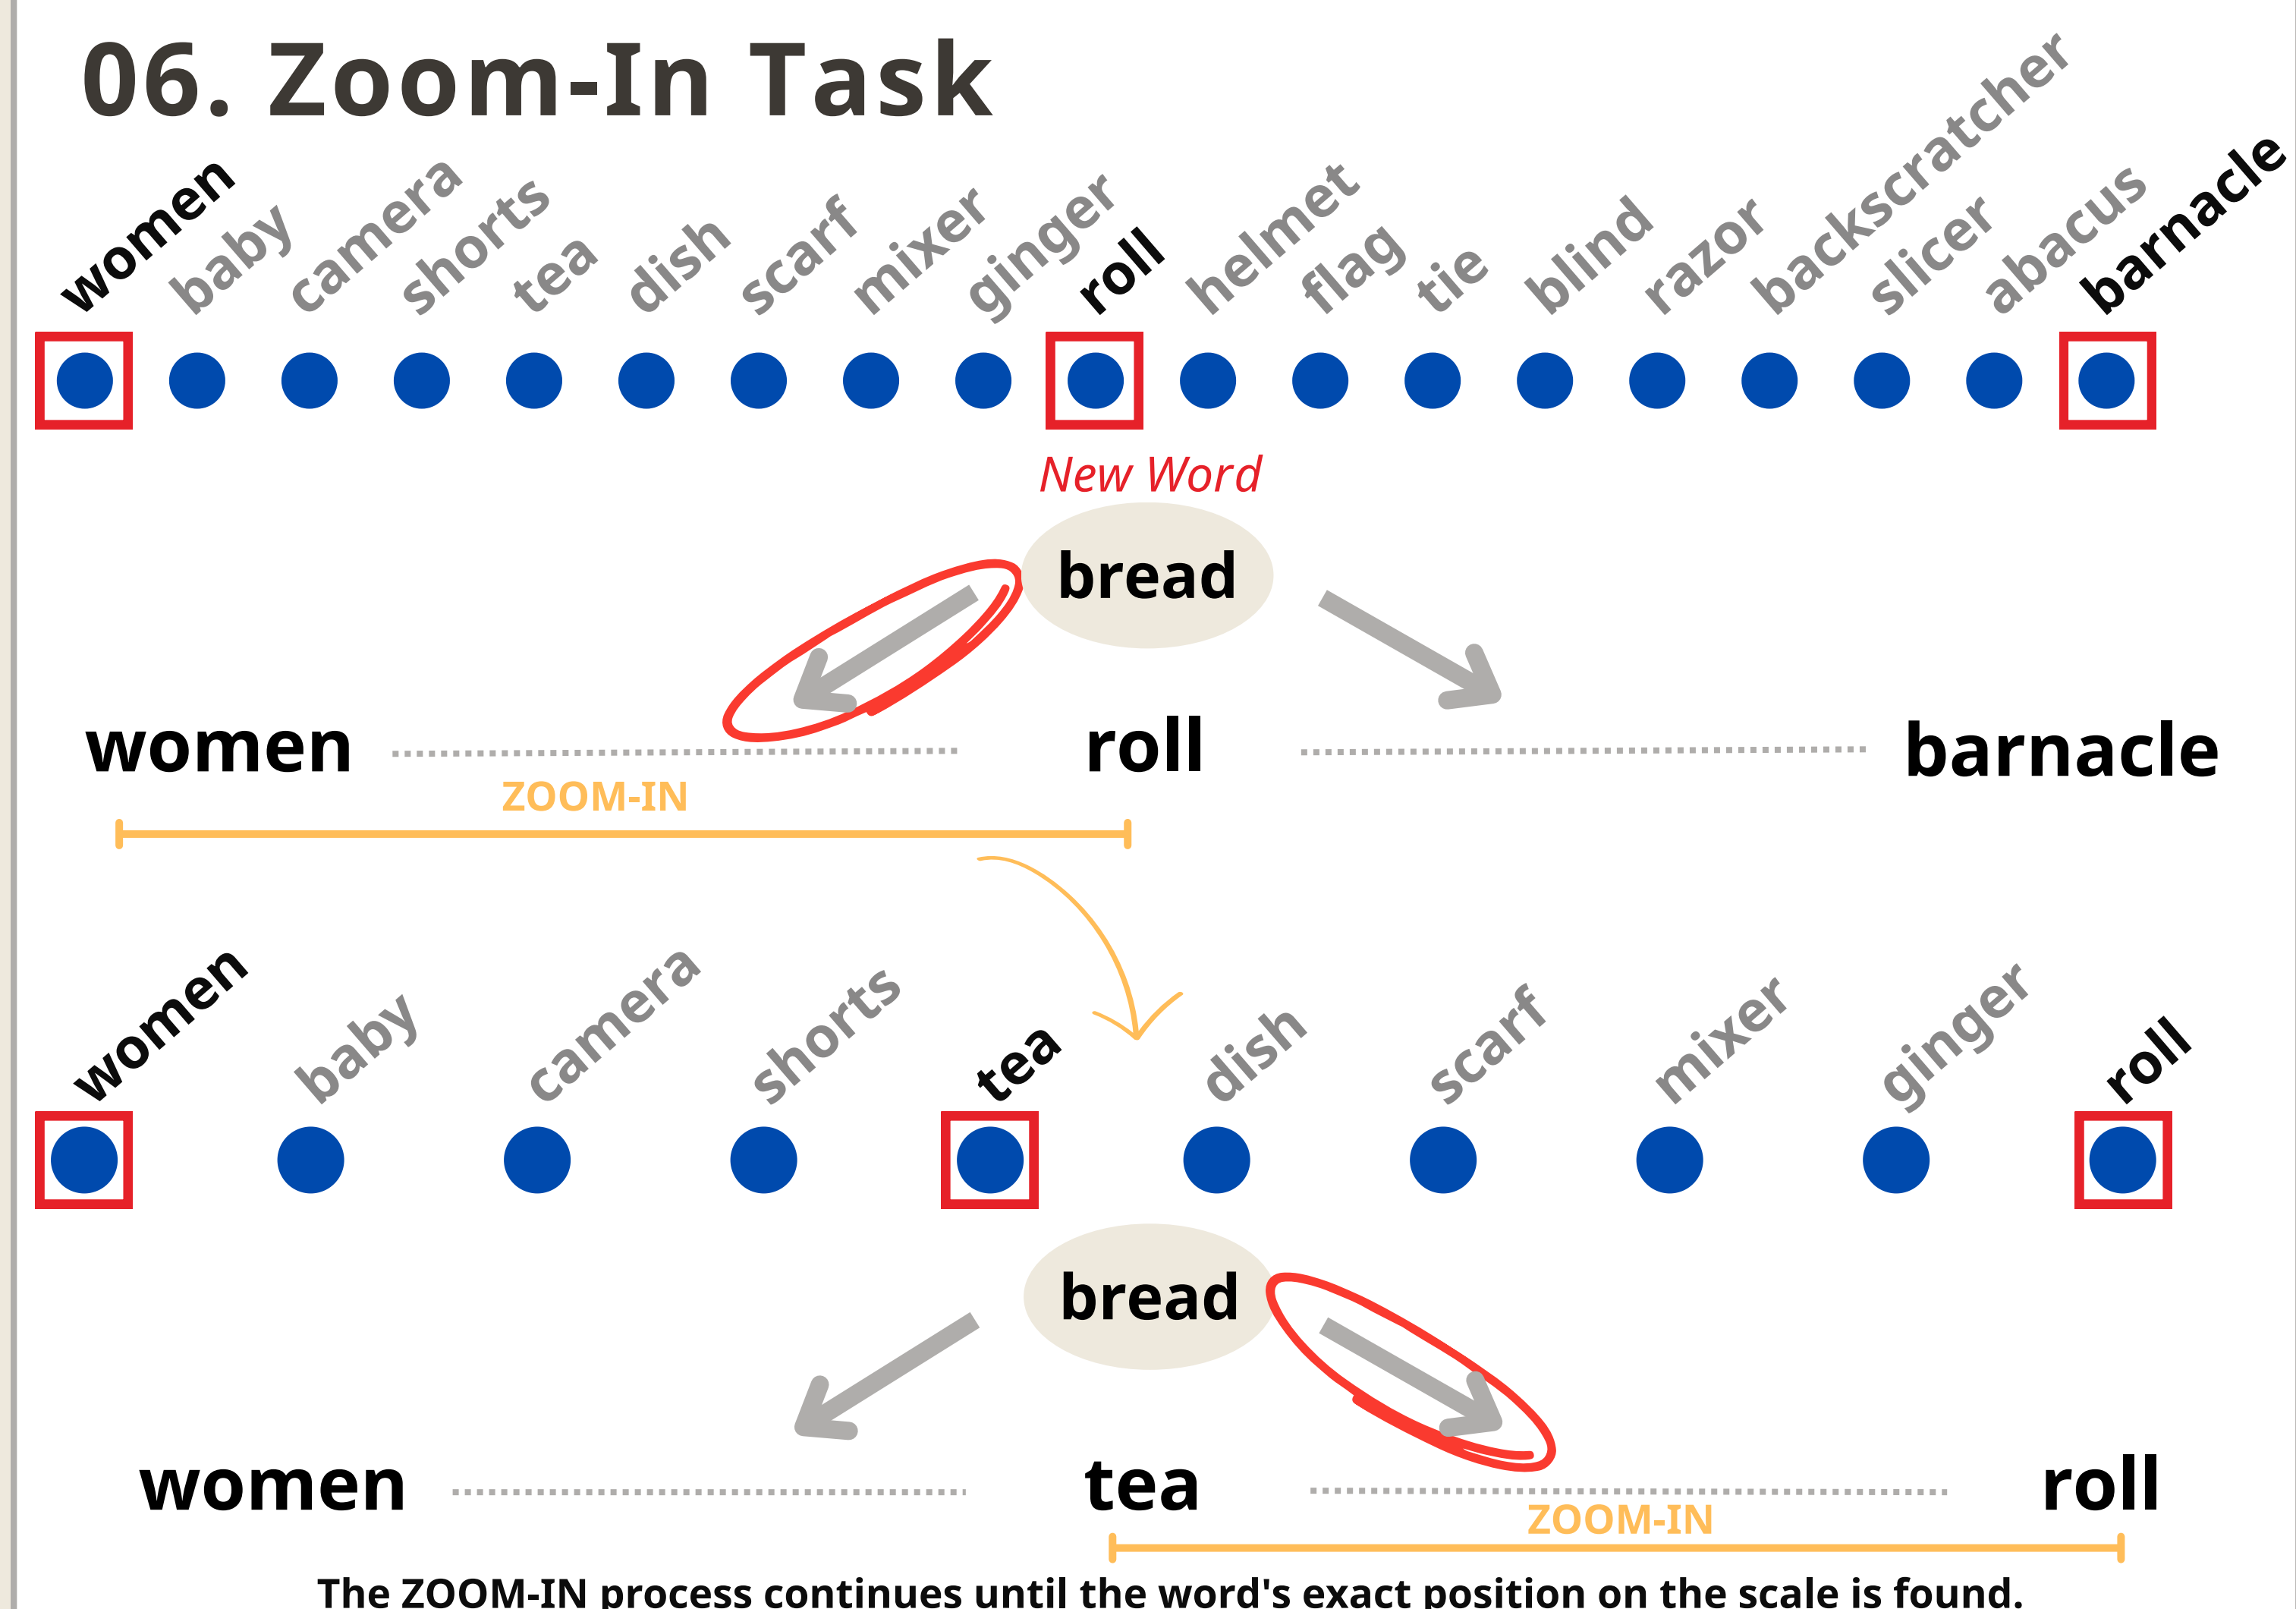 06. Zoom-In Task
women baby camera shorts tea dish scarf mixer ginger roll helmet flag tie blind razor backscratcher slicer abacus barnacle
New Word
bread
women roll barnacle
ZOOM-IN
women baby camera shorts tea dish scarf mixer ginger roll
bread
women tea roll
ZOOM-IN
The ZOOM-IN process continues until the word's exact position on the scale is found.